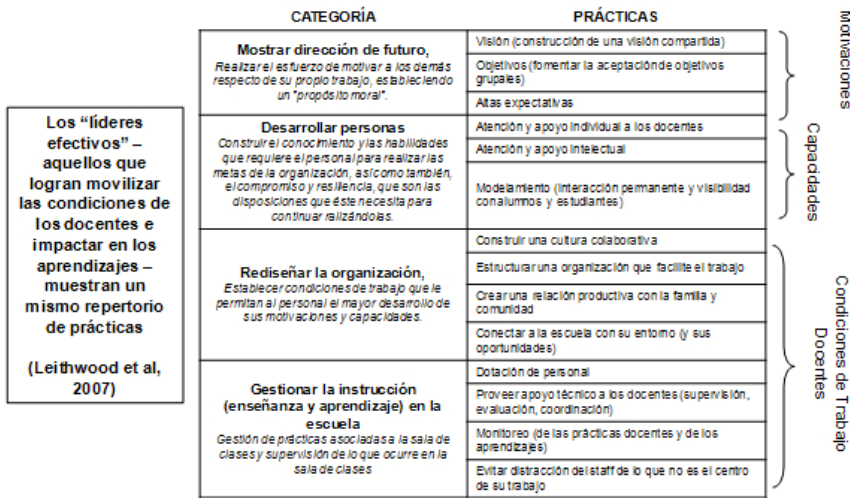 CATEGORÍA
PRÁCTICAS
Los “líderes
efectivos” –
aquellos que
logran movilizar
las condiciones de
los docentes e
impactar en los
aprendizajes –
muestran un
mismo repertorio
de prácticas
(Leithwood et al,
2007)
Mostrar dirección de futuro,
Realizar el esfuerzo de motivar a los demás
respecto de su propio trabajo, estableciendo
un "propósito moral".
Visión (construcción de una visión compartida)
Objetivos (fomentar la aceptación de objetivos
grupales)
Altas expectativas
Motivaciones
Desarrollar personas
Construir el conocimiento y las habilidades
que requiere el personal para realizar las
metas de la organización, así como también,
el compromiso y resiliencia, que son las
disposiciones que éste necesita para
continuar ralizándolas.
Atención y apoyo individual a los docentes
Atención y apoyo intelectual
Modelamiento (interacción permanente y visibilidad
con alumnos y estudiantes)
Capacidades
Rediseñar la organización,
Establecer condiciones de trabajo que le
permitan al personal el mayor desarrollo de
sus motivaciones y capacidades.
Construir una cultura colaborativa
Estructurar una organización que facilite el trabajo
Crear una relación productiva con la familia y
comunidad
Conectar a la escuela con su entorno (y sus
oportunidades)
Gestionar la instrucción
(enseñanza y aprendizaje) en la
escuela
Gestión de prácticas asociadas a la sala de
clases y supervisión de lo que ocurre en la
sala de clases
Dotación de personal
Proveer apoyo técnico a los docentes (supervisión,
evaluación, coordinación)
Monitoreo (de las prácticas docentes y de los
aprendizajes)
Evitar distracción del staff de lo que no es el centro
de su trabajo
Condiciones de Trabajo
Docentes